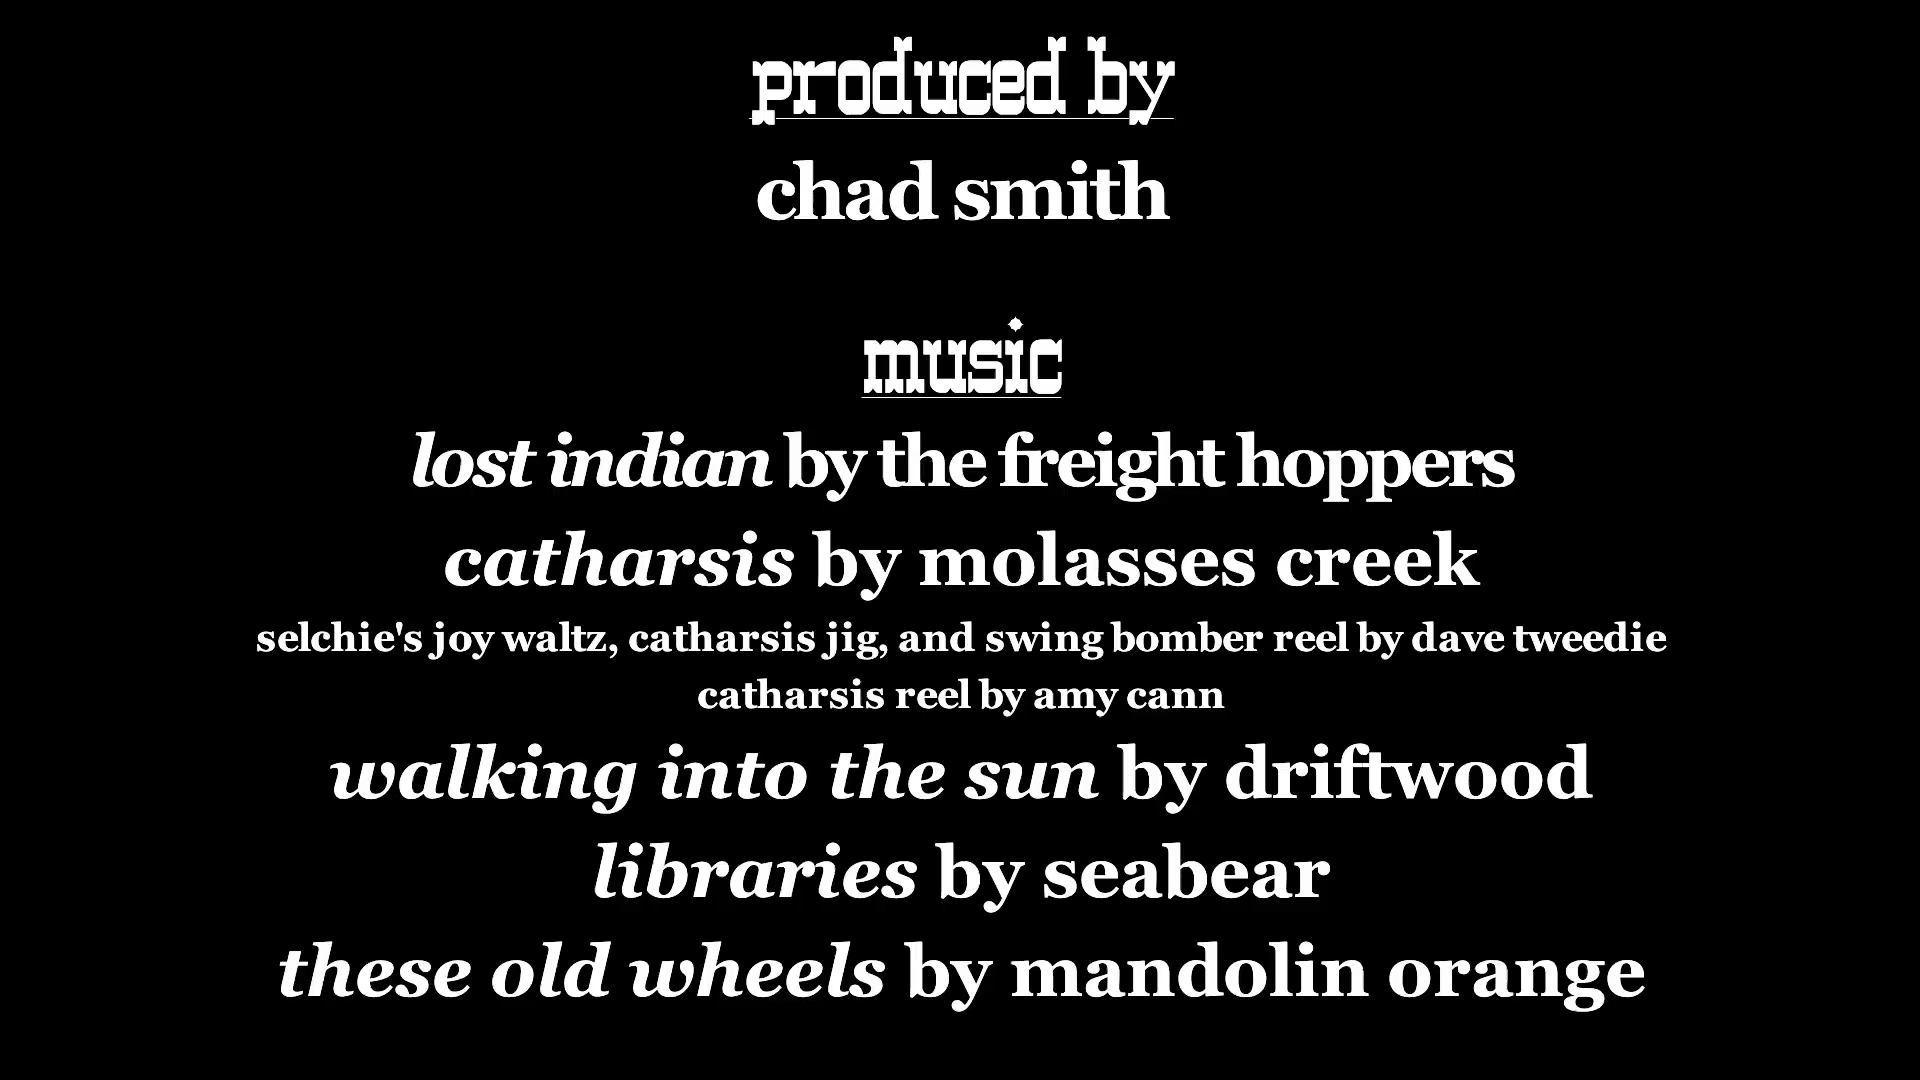 produced by
chad smith
music
lost indian by the freight hoppers
catharsis by molasses creek
selchie's joy waltz, catharsis jig, and swing bomber reel by dave tweedie
catharsis reel by amy cann
walking into the sun by driftwood
libraries by seabear
these old wheels by mandolin orange